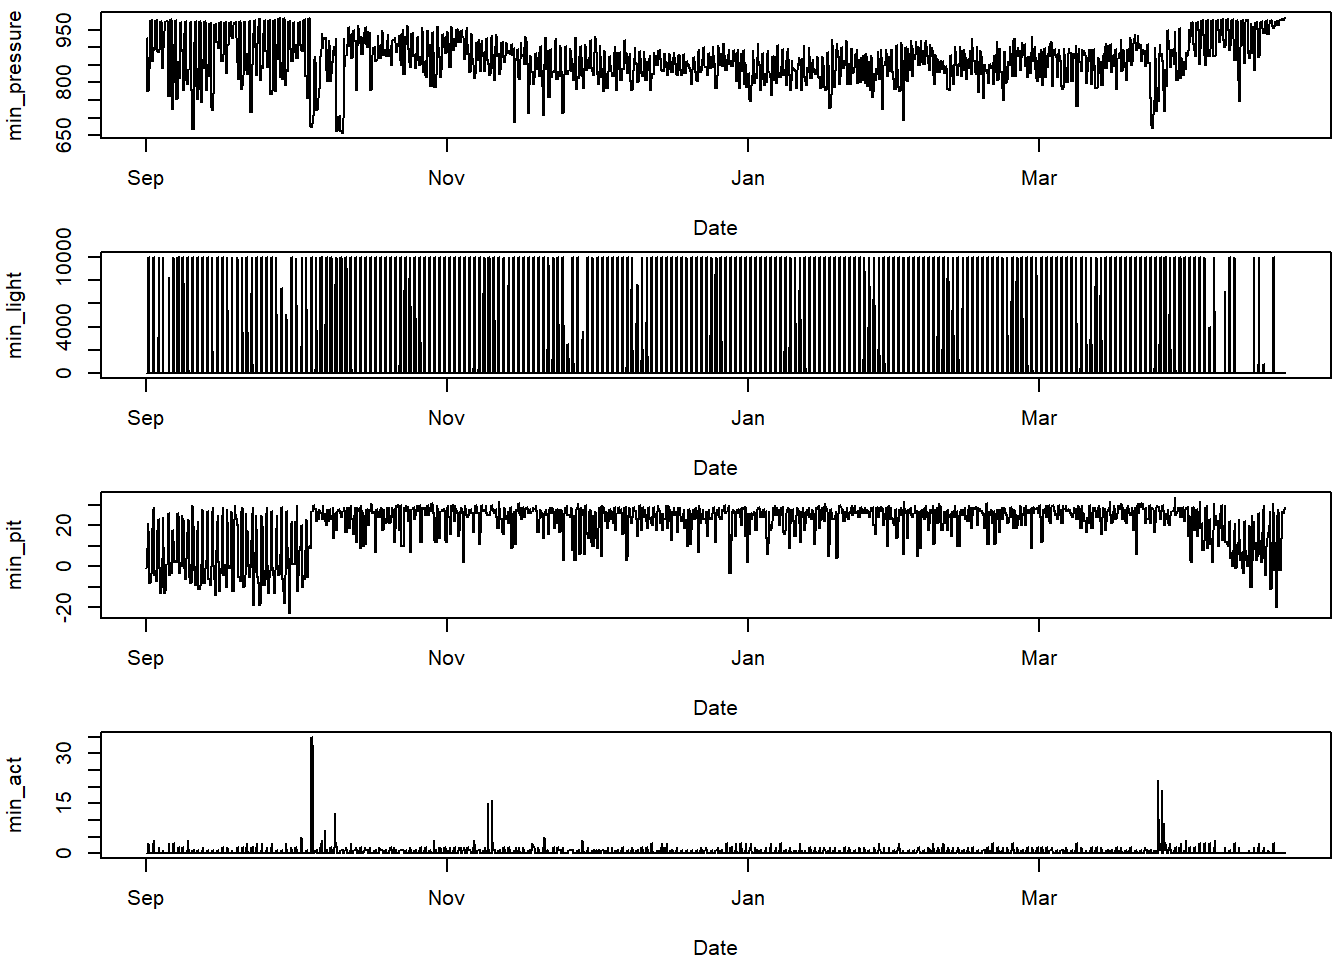 min_pressure
650 800 950
Sep Nov Jan Mar
Date
min_light
0 4000 10000
Sep Nov Jan Mar
Date
min_pit
-20 0 20
Sep Nov Jan Mar
Date
min_act
0 15 30
Sep Nov Jan Mar
Date